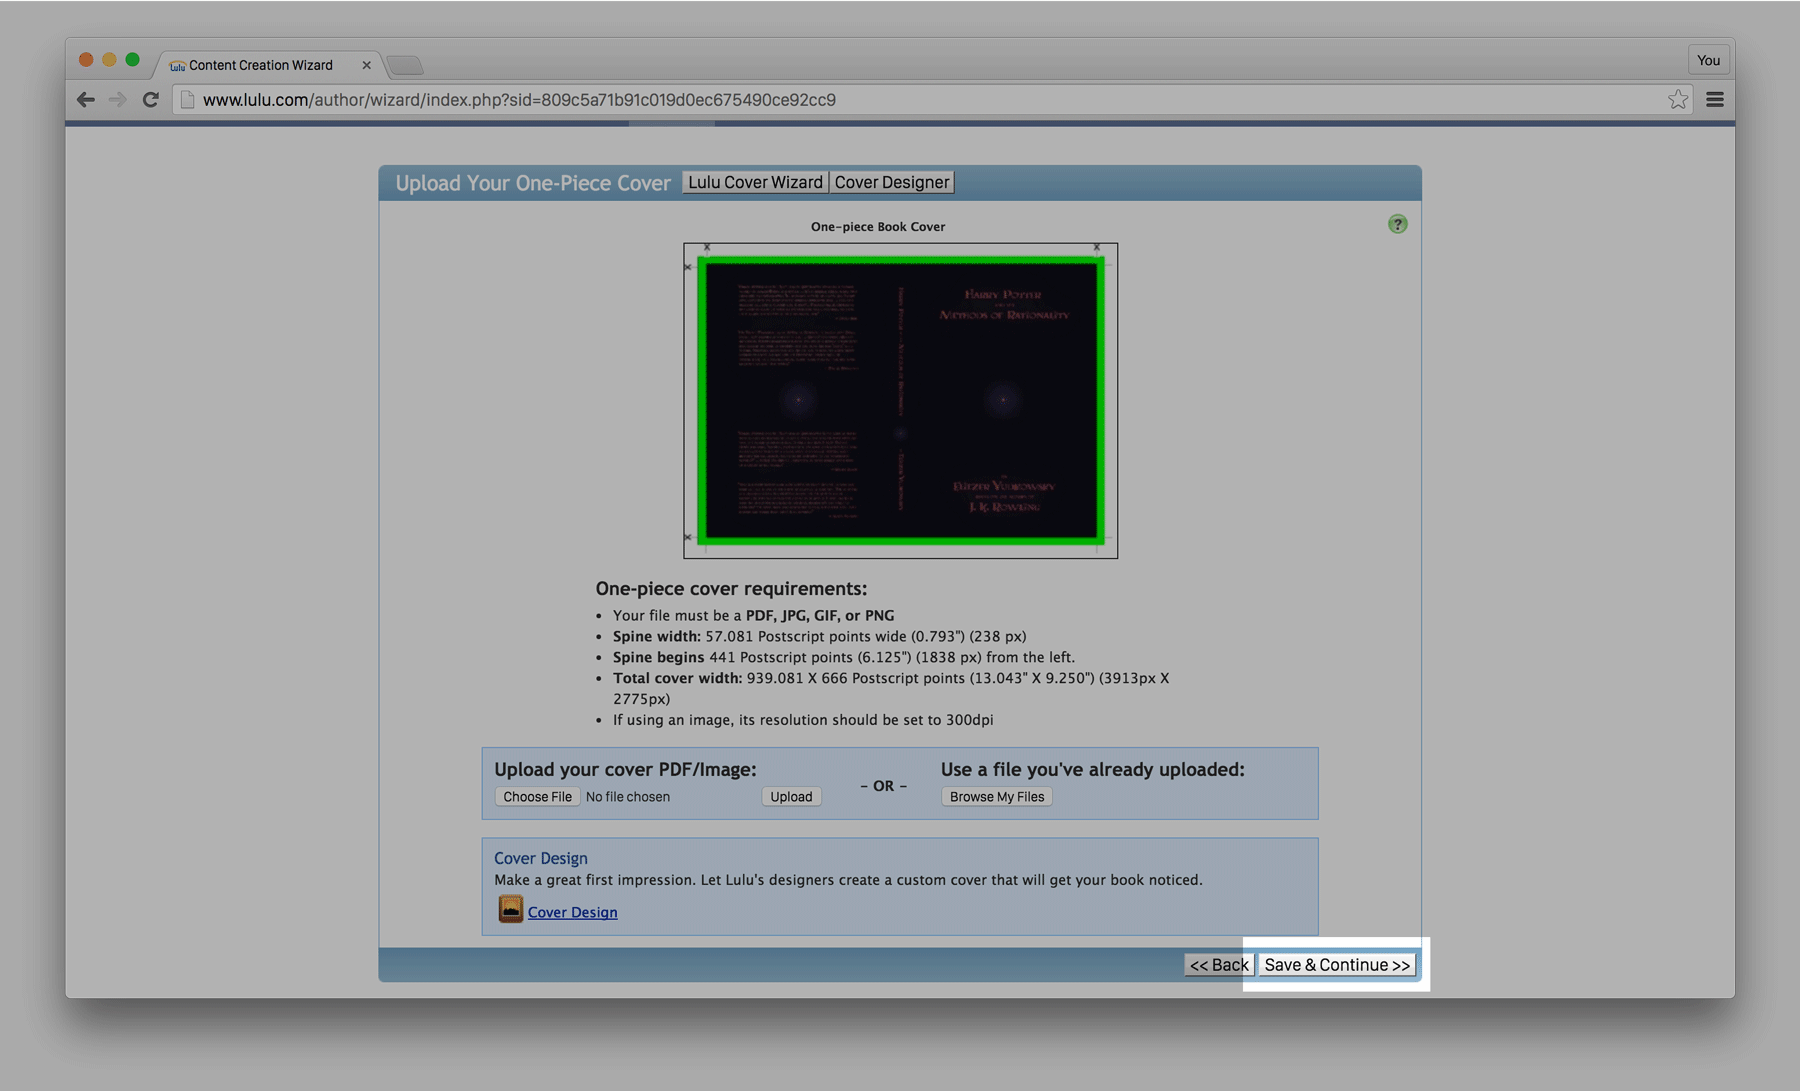 Content Creation Wizard
You
www.lulu.com/author/wizard/index.php?sid=809c5a71b91c019d0ec675490ce92cc9
Upload Your One-Piece Cover
Lulu Cover Wizard
Cover Designer
One-piece Book Cover
?
HARRY POTTER
METHODS OF RATIONALITY
ELIEZER YUDKOWSKY
J. K. ROWLING
One-piece cover requirements:
• Your file must be a PDF, JPG, GIF, or PNG
• Spine width: 57.081 Postscript points wide (0.793") (238 px)
• Spine begins 441 Postscript points (6.125") (1838 px) from the left.
• Total cover width: 939.081 X 666 Postscript points (13.043" X 9.250") (3913px X
2775px)
• If using an image, its resolution should be set to 300dpi
Upload your cover PDF/Image:
Choose File No file chosen
Upload
- OR -
Use a file you've already uploaded:
Browse My Files
Cover Design
Make a great first impression. Let Lulu's designers create a custom cover that will get your book noticed.
Cover Design
<< Back
Save & Continue >>